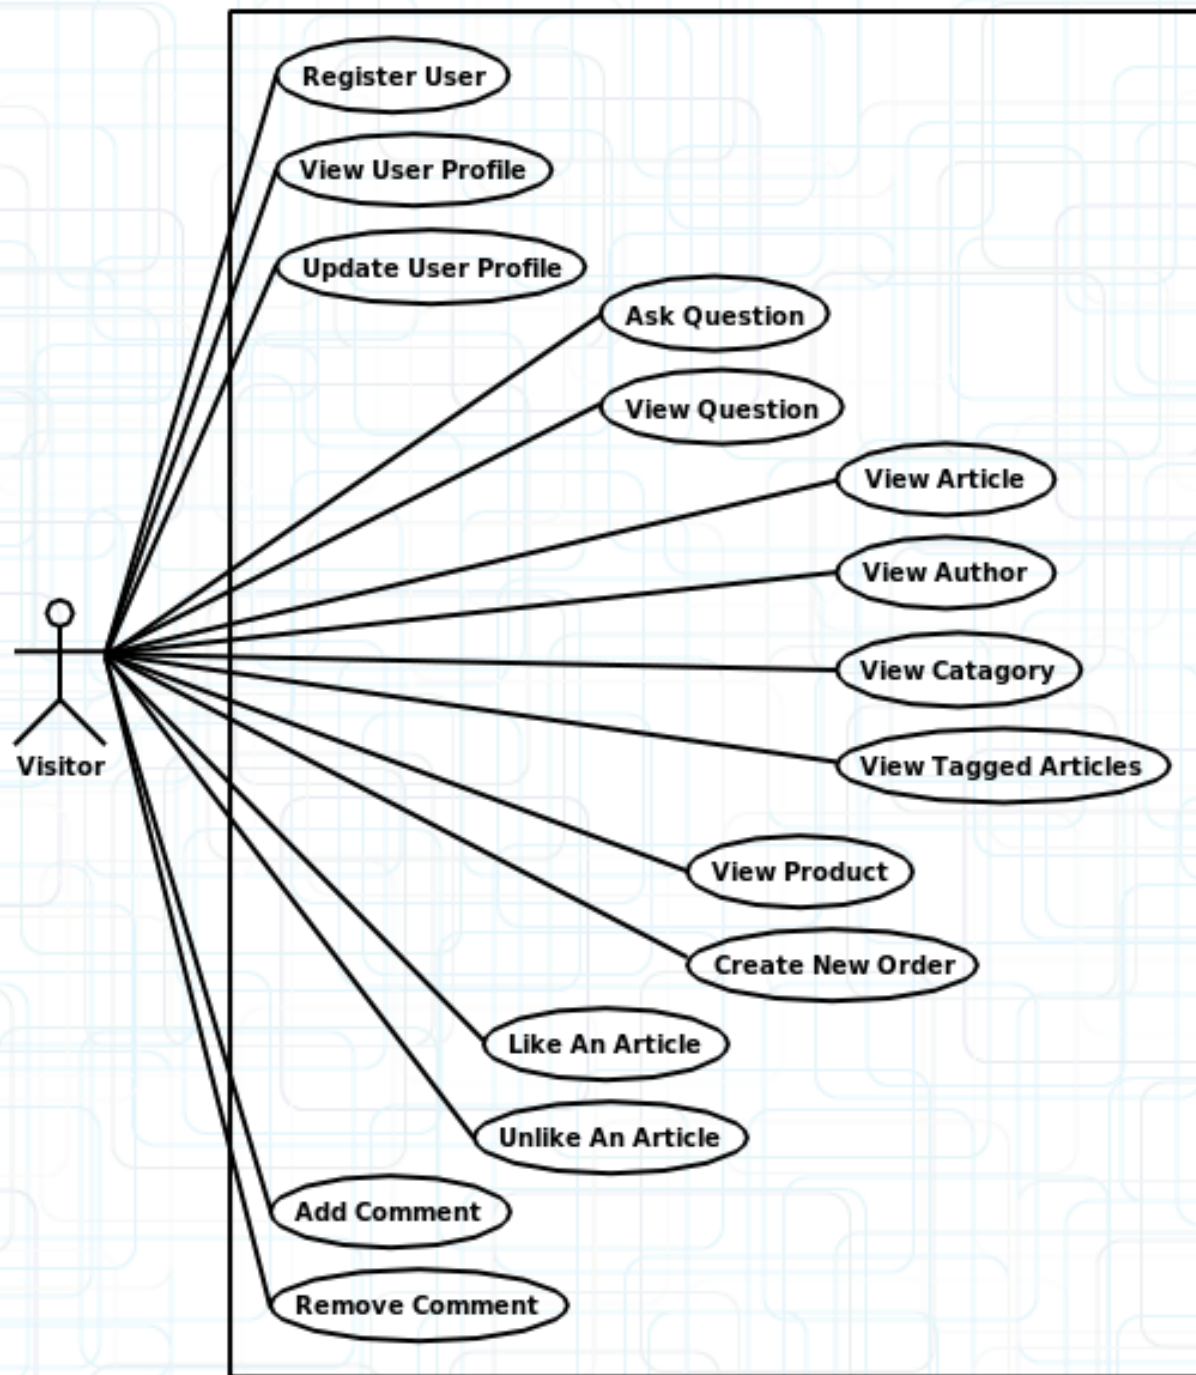 Register User
View User Profile
Update User Profile
Ask Question
View Question
View Article
View Author
View Catagory
Visitor
View Tagged Articles
View Product
Create New Order
Like An Article
Unlike An Article
Add Comment
Remove Comment